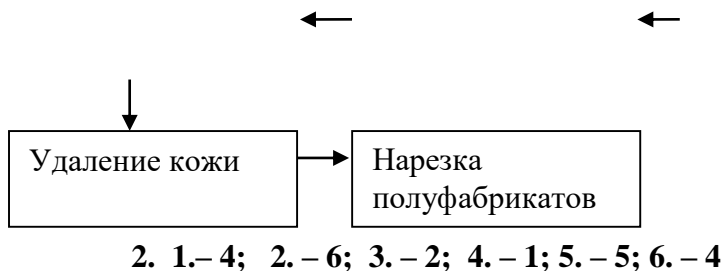 Удаление кожи
Нарезка
полуфабрикатов
2. 1.– 4; 2. – 6; 3. – 2; 4. – 1; 5. – 5; 6. – 4